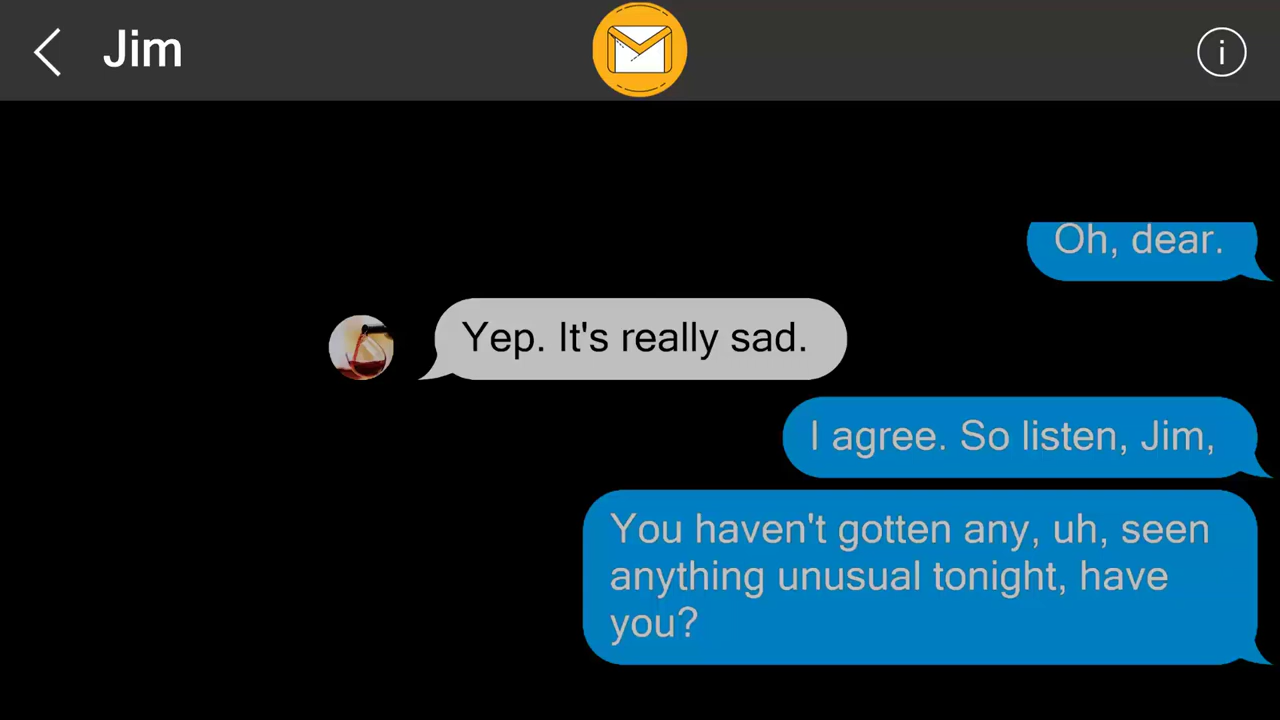 Jim
i
Oh, dear.
Yep. It's really sad.
I agree. So listen, Jim,
You haven't gotten any, uh, seen
anything unusual tonight, have
you?